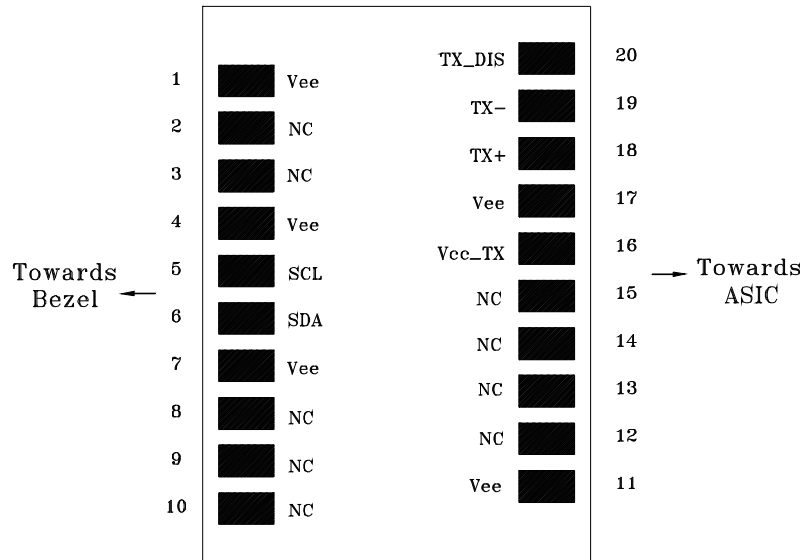 1 Vee
2 NC
3 NC
4 Vee
5 SCL
6 SDA
7 Vee
8 NC
9 NC
10 NC
Towards
Bezel
TX_DIS 20
TX- 19
TX+ 18
Vee 17
Vcc_TX 16
NC 15
NC 14
NC 13
NC 12
Vee 11
Towards
ASIC